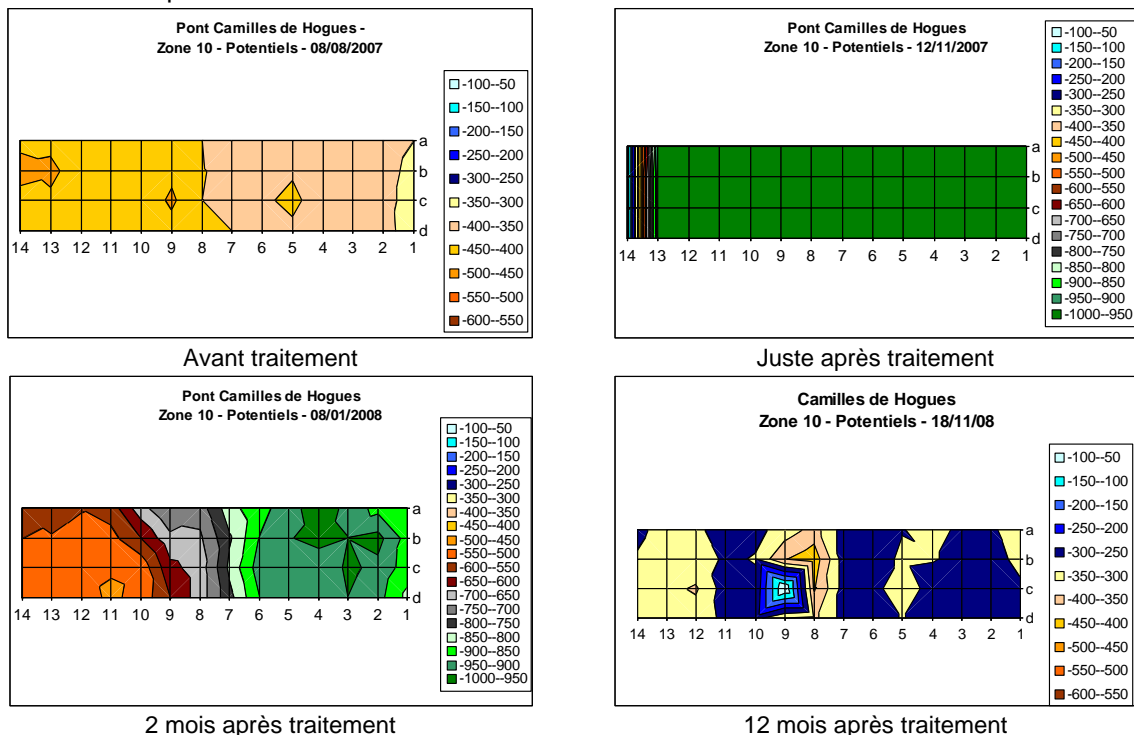 Pont Camilles de Hogues -
Zone 10 - Potentiels - 08/08/2007
-100--50
-150--100
-200--150
-250--200
-300--250
-350--300
-400--350
-450--400
-500--450
-550--500
-600--550
a
b
c
d
14 13 12 11 10 9 8 7 6 5 4 3 2 1
Avant traitement
Pont Camilles de Hogues
Zone 10 - Potentiels - 12/11/2007
-100--50
-150--100
-200--150
-250--200
-300--250
-350--300
-400--350
-450--400
-500--450
-550--500
-600--550
-650--600
-700--650
-750--700
-800--750
-850--800
-900--850
-950--900
-1000--950
a
b
c
d
14 13 12 11 10 9 8 7 6 5 4 3 2 1
Juste après traitement
Pont Camilles de Hogues
Zone 10 - Potentiels - 08/01/2008
-100--50
-150--100
-200--150
-250--200
-300--250
-350--300
-400--350
-450--400
-500--450
-550--500
-600--550
-650--600
-700--650
-750--700
-800--750
-850--800
-900--850
-950--900
-1000--950
a
b
c
d
14 13 12 11 10 9 8 7 6 5 4 3 2 1
2 mois après traitement
Camilles de Hogues
Zone 10 - Potentiels - 18/11/08
-100--50
-150--100
-200--150
-250--200
-300--250
-350--300
-400--350
-450--400
-500--450
-550--500
-600--550
a
b
c
d
14 13 12 11 10 9 8 7 6 5 4 3 2 1
12 mois après traitement